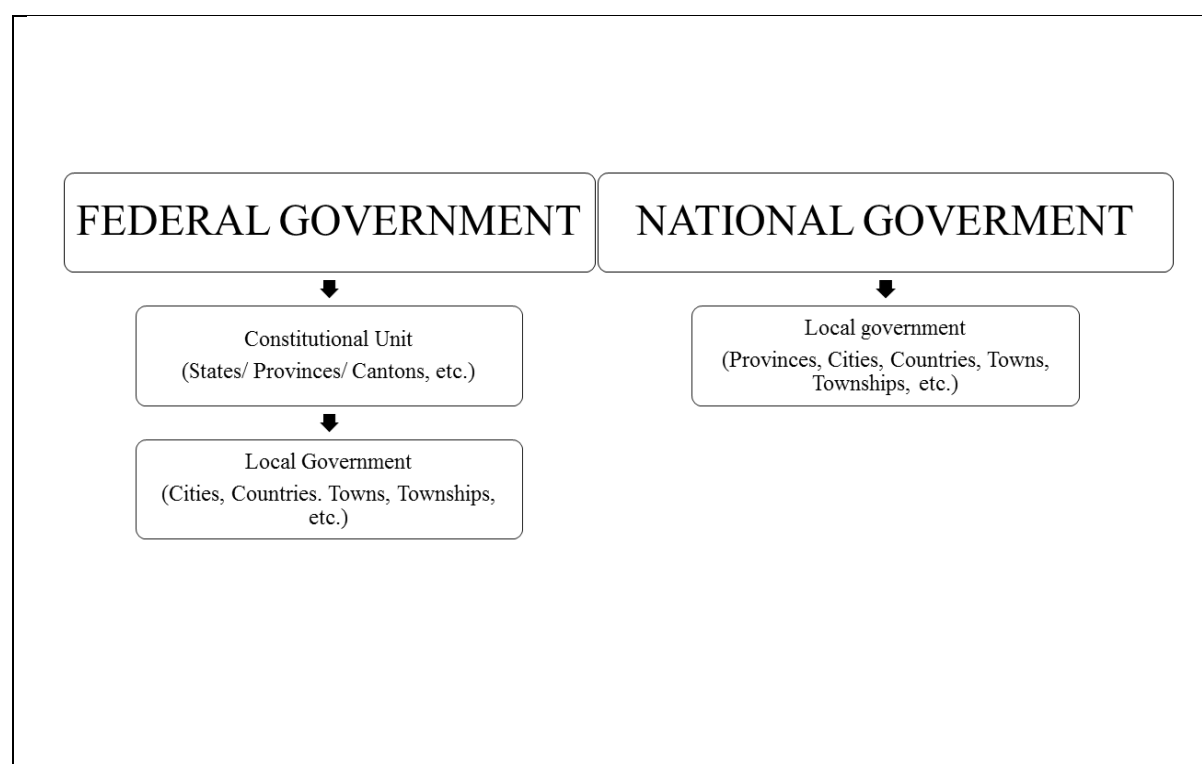 FEDERAL GOVERNMENT
Constitutional Unit
(States/ Provinces/ Cantons, etc.)
Local Government
(Cities, Countries. Towns, Townships,
etc.)
NATIONAL GOVERMENT
Local government
(Provinces, Cities, Countries, Towns,
Townships, etc.)